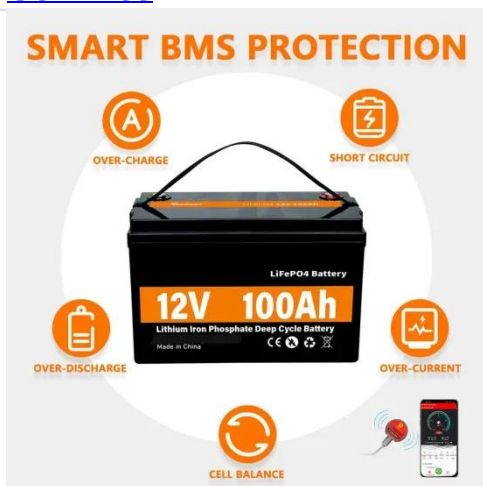 SMART BMS PROTECTION
OVER-CHARGE
SHORT CIRCUIT
LiFePO4 Battery
12V 100Ah
Lithium Iron Phosphate Deep Cycle Battery
Made in China
CE
OVER-DISCHARGE
OVER-CURRENT
CELL BALANCE